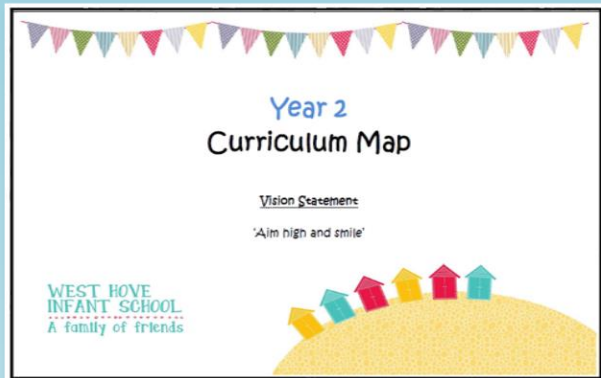 Year 2
Curriculum Map
Vision Statement
'Aim high and smile'
WEST HOVE
INFANT SCHOOL
A family of friends